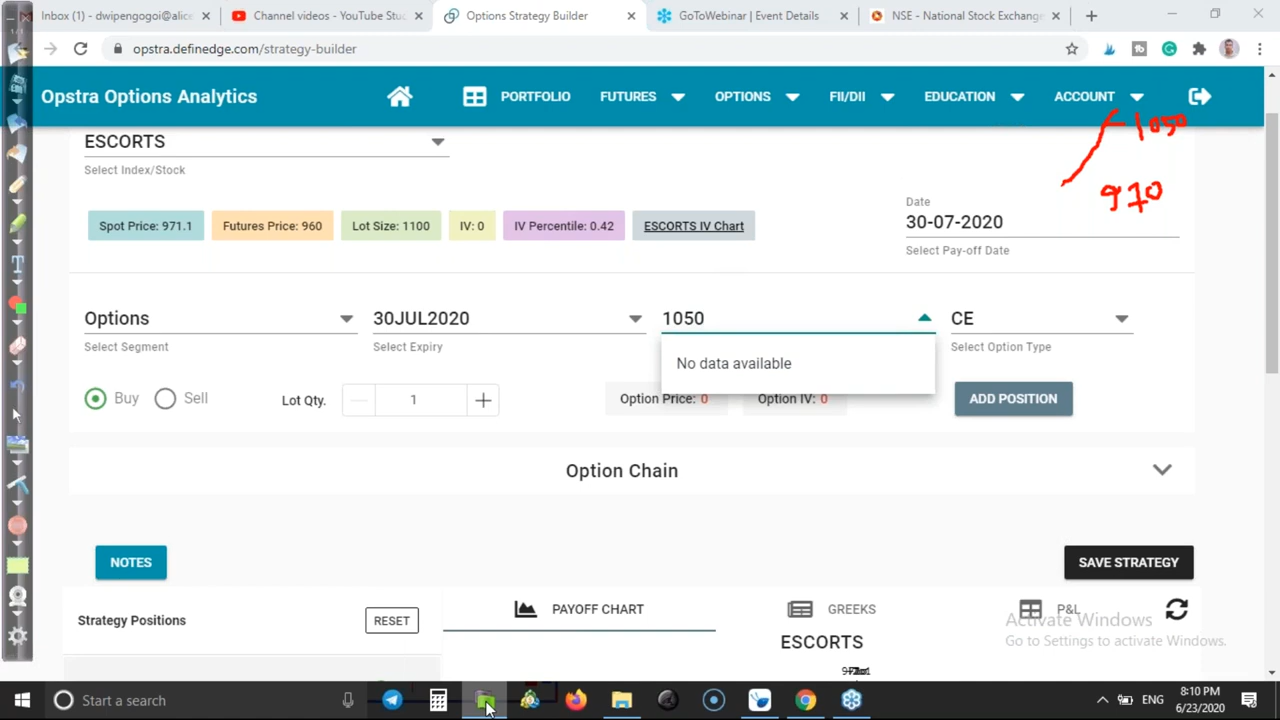 Inbox (1) - dwipengogoi@alice
Channel videos - YouTube Stu
Options Strategy Builder
GoToWebinar | Event Details
NSE - National Stock Exchange
opstra.definedge.com/strategy-builder
Opstra Options Analytics
PORTFOLIO
FUTURES
OPTIONS
FII/DII
EDUCATION
ACCOUNT
1050
ESCORTS
Select Index/Stock
970
Spot Price: 971.1
Futures Price: 960
Lot Size: 1100
IV: 0
IV Percentile: 0.42
ESCORTS IV Chart
Date
30-07-2020
Select Pay-off Date
Options
30JUL2020
1050
CE
Select Segment
Select Expiry
No data available
Select Option Type
Buy
Sell
Lot Qty.
1
Option Price: 0
Option IV: 0
ADD POSITION
Option Chain
NOTES
SAVE STRATEGY
Strategy Positions
RESET
PAYOFF CHART
GREEKS
P&L
ESCORTS
Activate Windows
Go to Settings to activate Windows.
Start a search
ENG
8:10 PM
6/23/2020